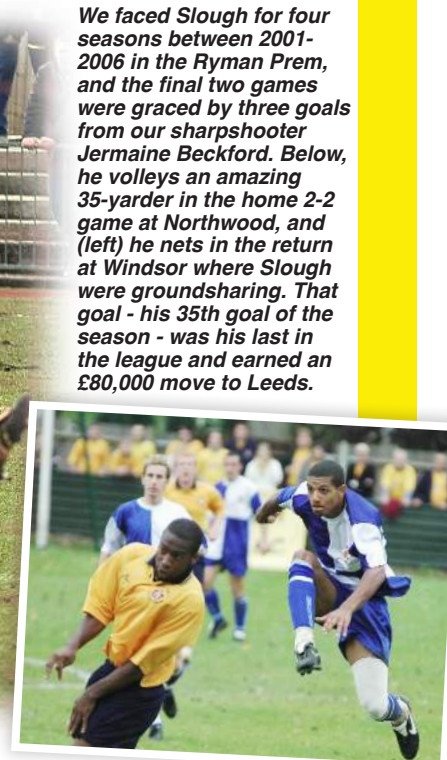 We faced Slough for four
seasons between 2001-
2006 in the Ryman Prem,
and the final two games
were graced by three goals
from our sharpshooter
Jermaine Beckford. Below,
he volleys an amazing
35-yarder in the home 2-2
game at Northwood, and
(left) he nets in the return
at Windsor where Slough
were groundsharing. That
goal - his 35th goal of the
season - was his last in
the league and earned an
£80,000 move to Leeds.